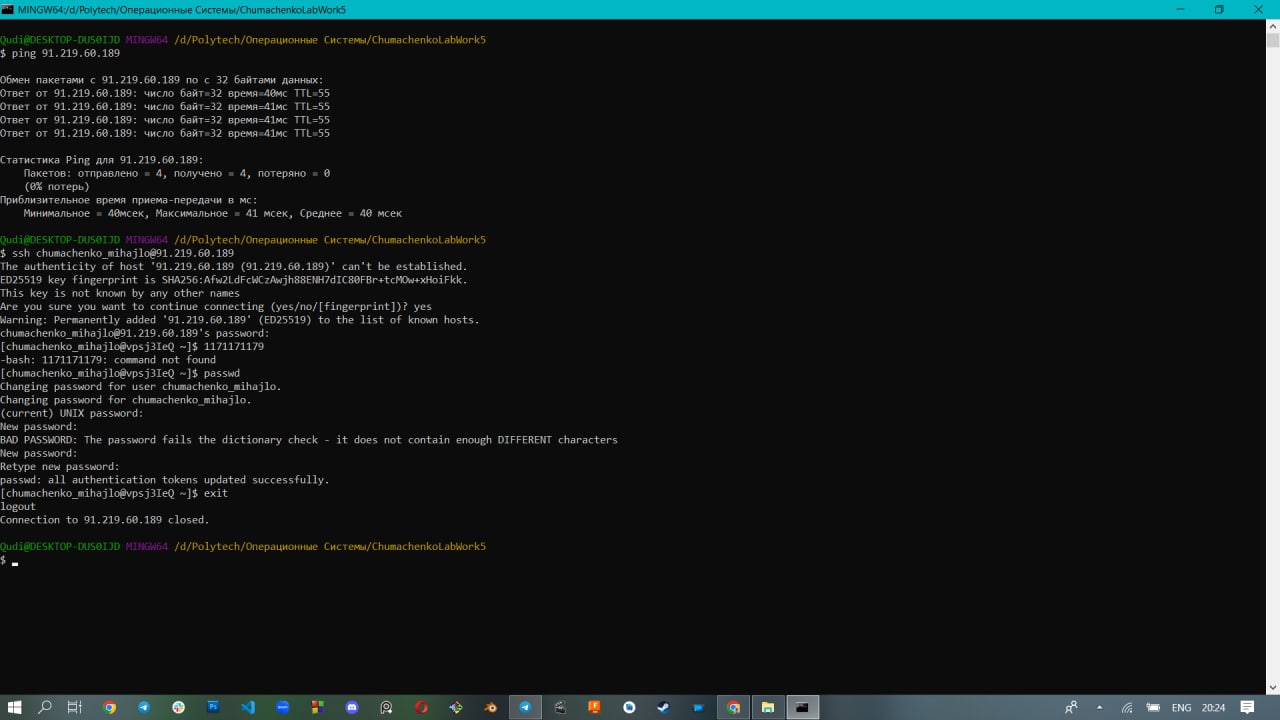 MINGW64:/d/Polytech/Операционные Системы/ChumachenkoLabWork5
Qudi@DESKTOP-DUS0IJD MINGW64 /d/Polytech/Операционные Системы/ChumachenkoLabWork5
$ ping 91.219.60.189
Обмен пакетами с 91.219.60.189 по с 32 байтами данных:
Ответ от 91.219.60.189: число байт=32 время=40мс TTL=55
Ответ от 91.219.60.189: число байт=32 время=41мс TTL=55
Ответ от 91.219.60.189: число байт=32 время=41мс TTL=55
Ответ от 91.219.60.189: число байт=32 время=41мс TTL=55
Статистика Ping для 91.219.60.189:
Пакетов: отправлено = 4, получено = 4, потеряно = 0
(0% потерь)
Приблизительное время приема-передачи в мс:
Минимальное = 40мсек, Максимальное = 41 мсек, Среднее = 40 мсек
Qudi@DESKTOP-DUS0IJD MINGW64 /d/Polytech/Операционные Системы/ChumachenkoLabWork5
$ ssh chumachenko_mihajlo@91.219.60.189
The authenticity of host '91.219.60.189 (91.219.60.189)' can't be established.
ED25519 key fingerprint is SHA256:Afw2LdFcWCzAwjh88ENH7dIC80FBr+tcMOw+xHoiFkk.
This key is not known by any other names
Are you sure you want to continue connecting (yes/no/[fingerprint])? yes
Warning: Permanently added '91.219.60.189' (ED25519) to the list of known hosts.
chumachenko_mihajlo@91.219.60.189's password:
[chumachenko_mihajlo@vpsj3IeQ ~]$ 1171171179
-bash: 1171171179: command not found
[chumachenko_mihajlo@vpsj3IeQ ~]$ passwd
Changing password for user chumachenko_mihajlo.
Changing password for chumachenko_mihajlo.
(current) UNIX password:
New password:
BAD PASSWORD: The password fails the dictionary check - it does not contain enough DIFFERENT characters
New password:
Retype new password:
passwd: all authentication tokens updated successfully.
[chumachenko_mihajlo@vpsj3IeQ ~]$ exit
logout
Connection to 91.219.60.189 closed.
Qudi@DESKTOP-DUS0IJD MINGW64 /d/Polytech/Операционные Системы/ChumachenkoLabWork5
$
ENG 20:24